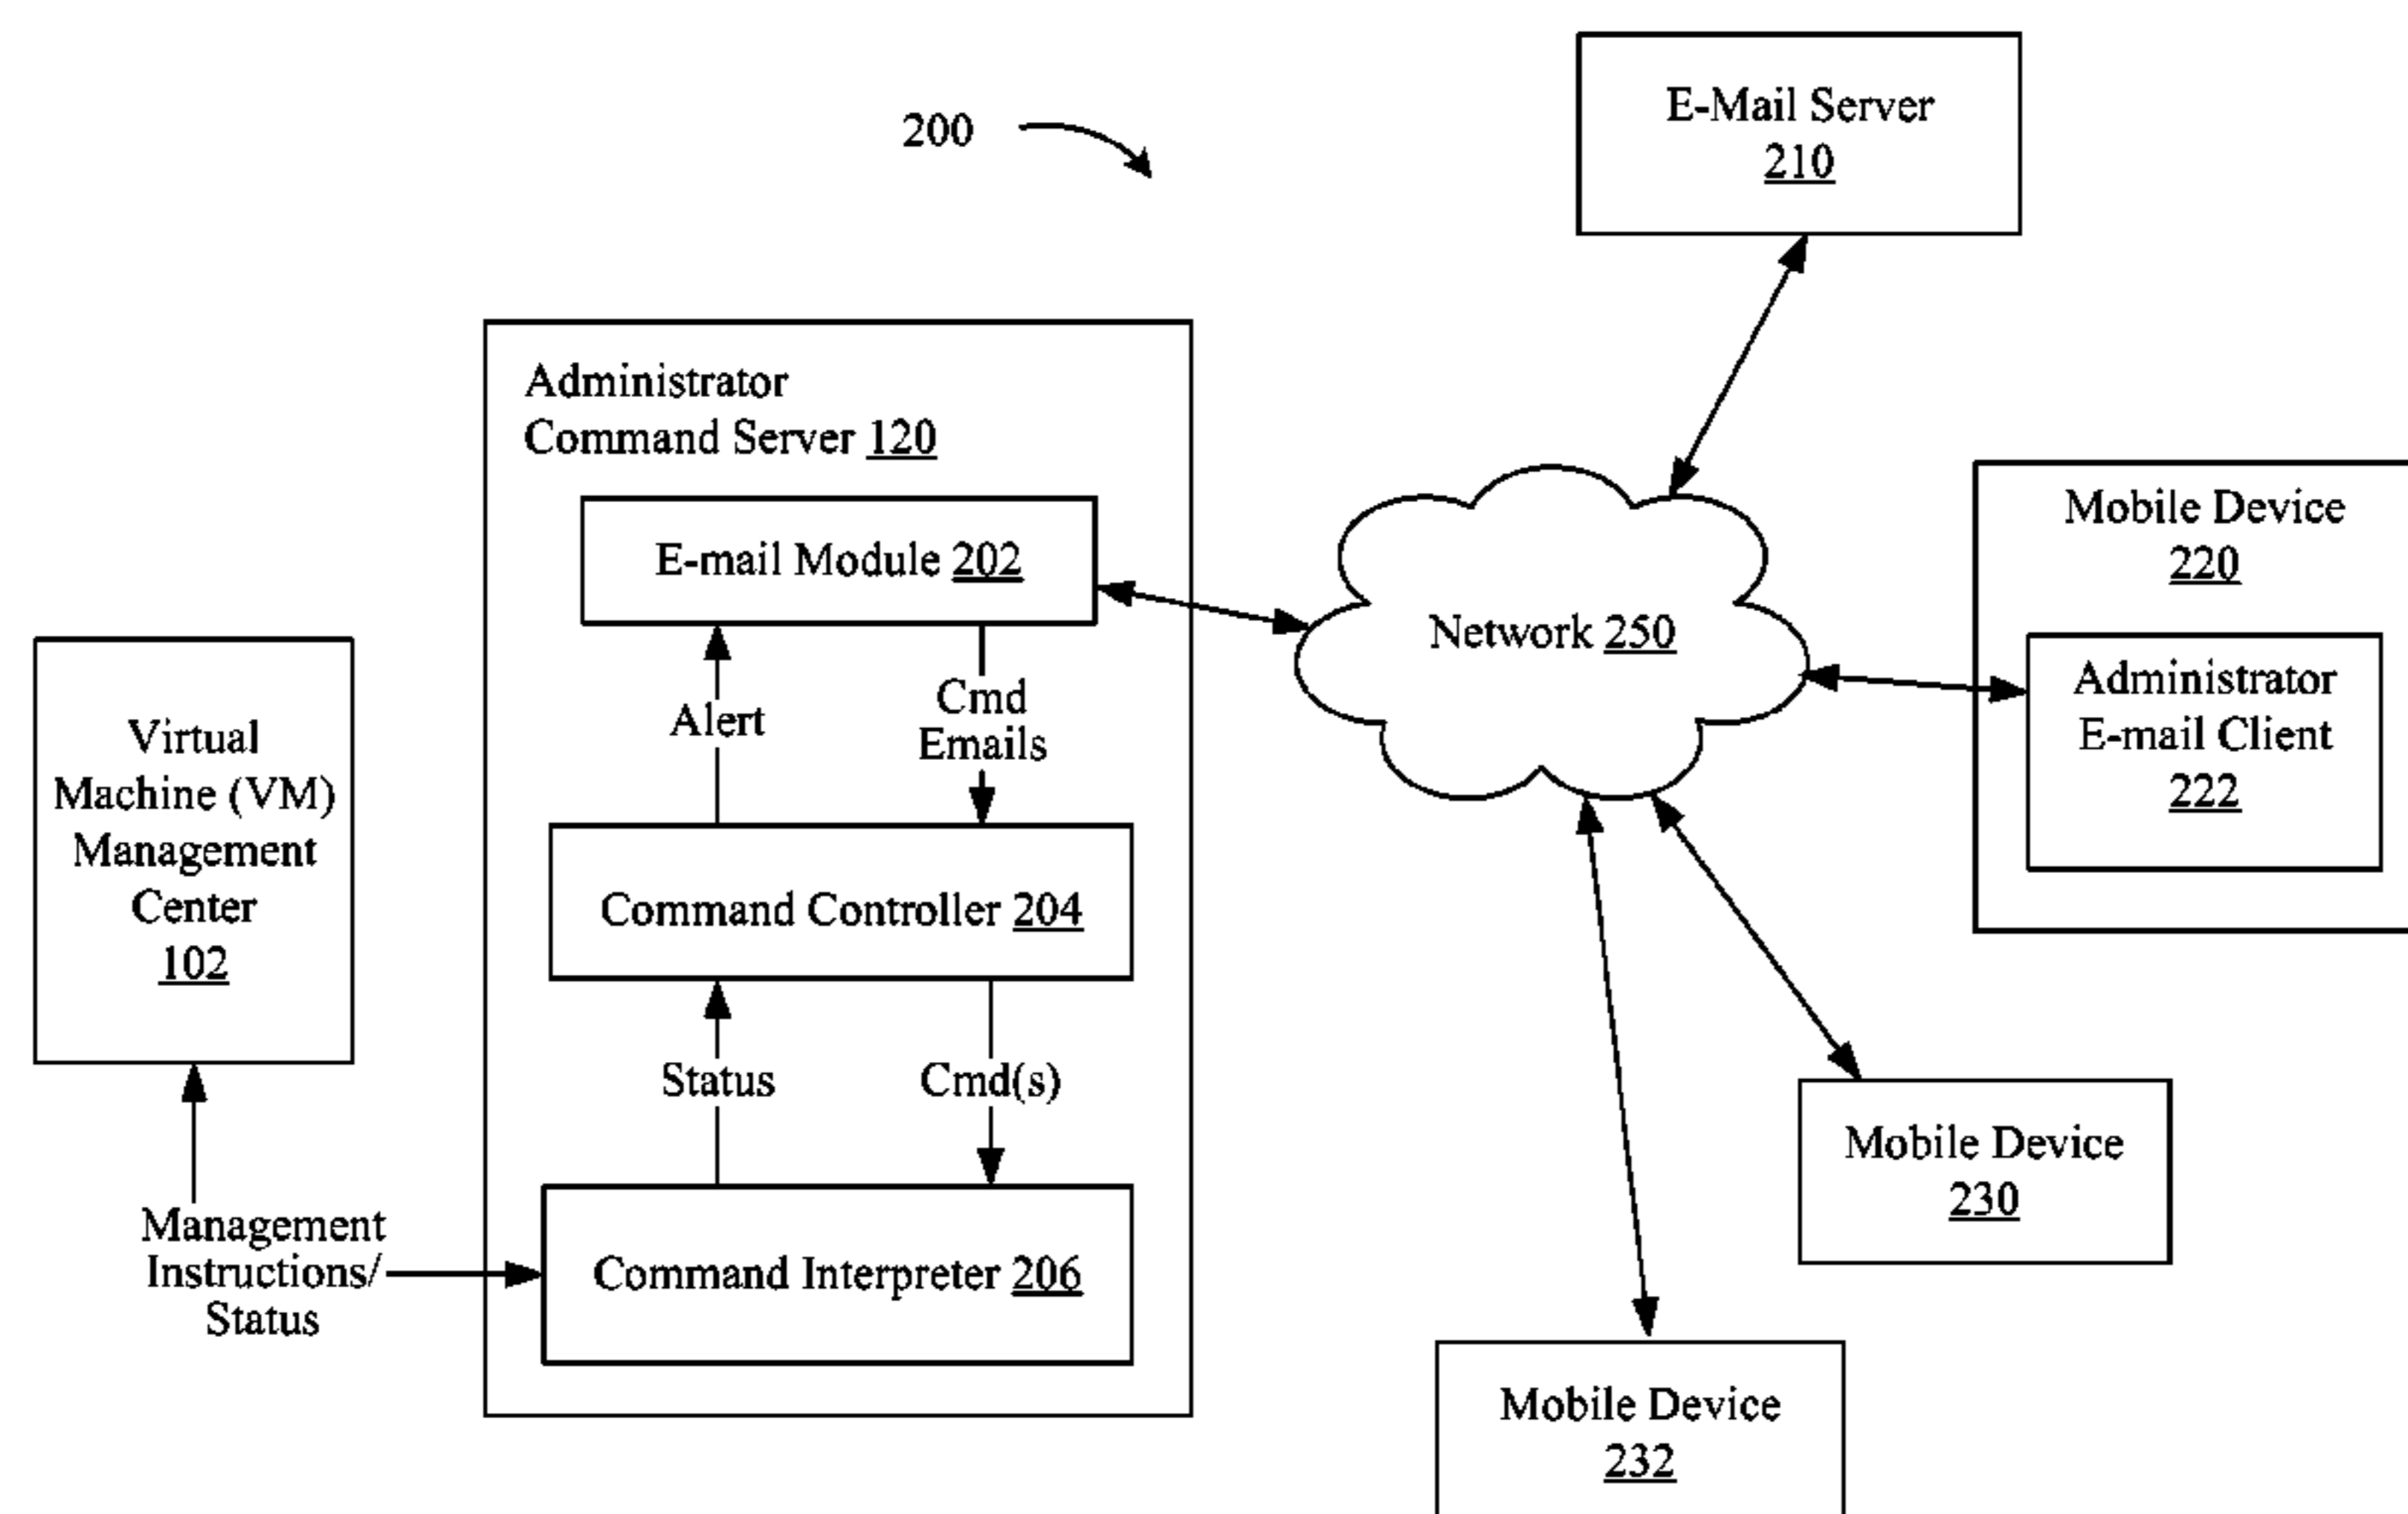 200
E-Mail Server
210
Administrator
Command Server 120
E-mail Module 202
Alert
Cmd
Emails
Command Controller 204
Status
Cmd(s)
Command Interpreter 206
Virtual
Machine (VM)
Management
Center
102
Management
Instructions/
Status
Network 250
Mobile Device
220
Administrator
E-mail Client
222
Mobile Device
230
Mobile Device
232